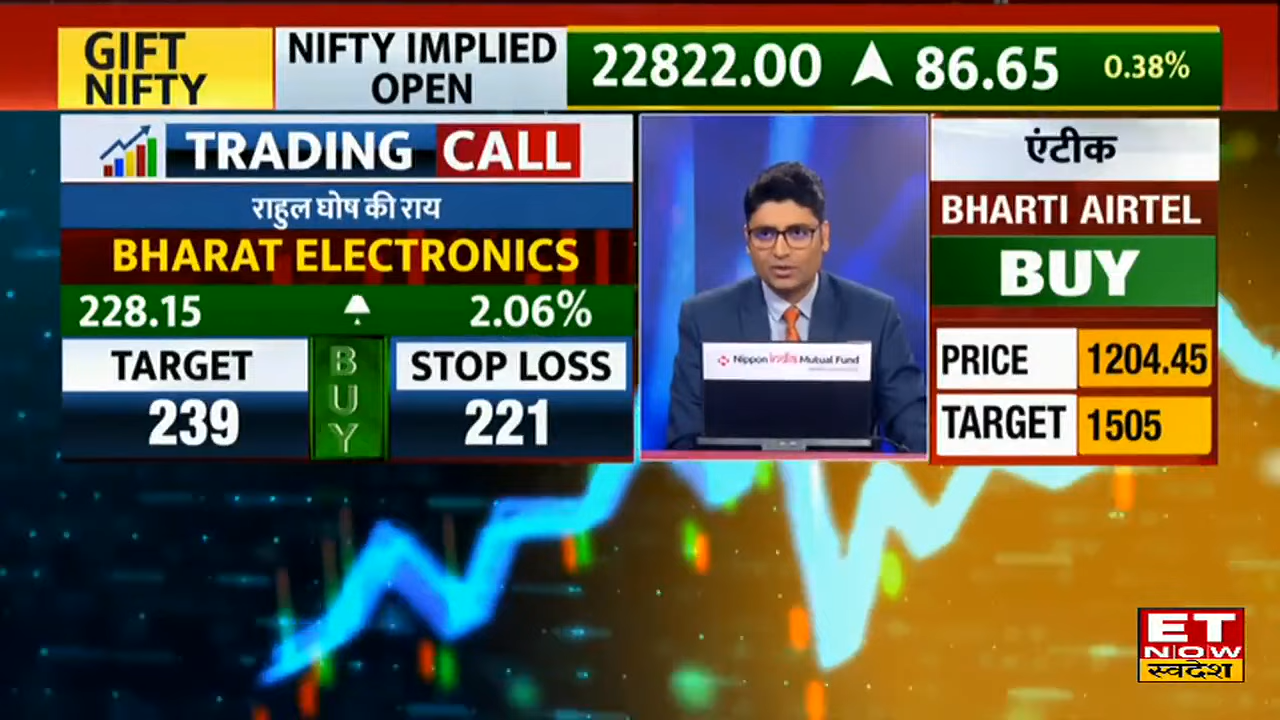 GIFT
NIFTY
NIFTY IMPLIED
OPEN
22822.00
86.65
0.38%
TRADING CALL
राहुल घोष की राय
BHARAT ELECTRONICS
228.15
2.06%
TARGET
239
BUY
STOP LOSS
221
Nippon india Mutual Fund
एंटीक
BHARTI AIRTEL
BUY
PRICE
1204.45
TARGET
1505
ET
NOW
स्वदेश